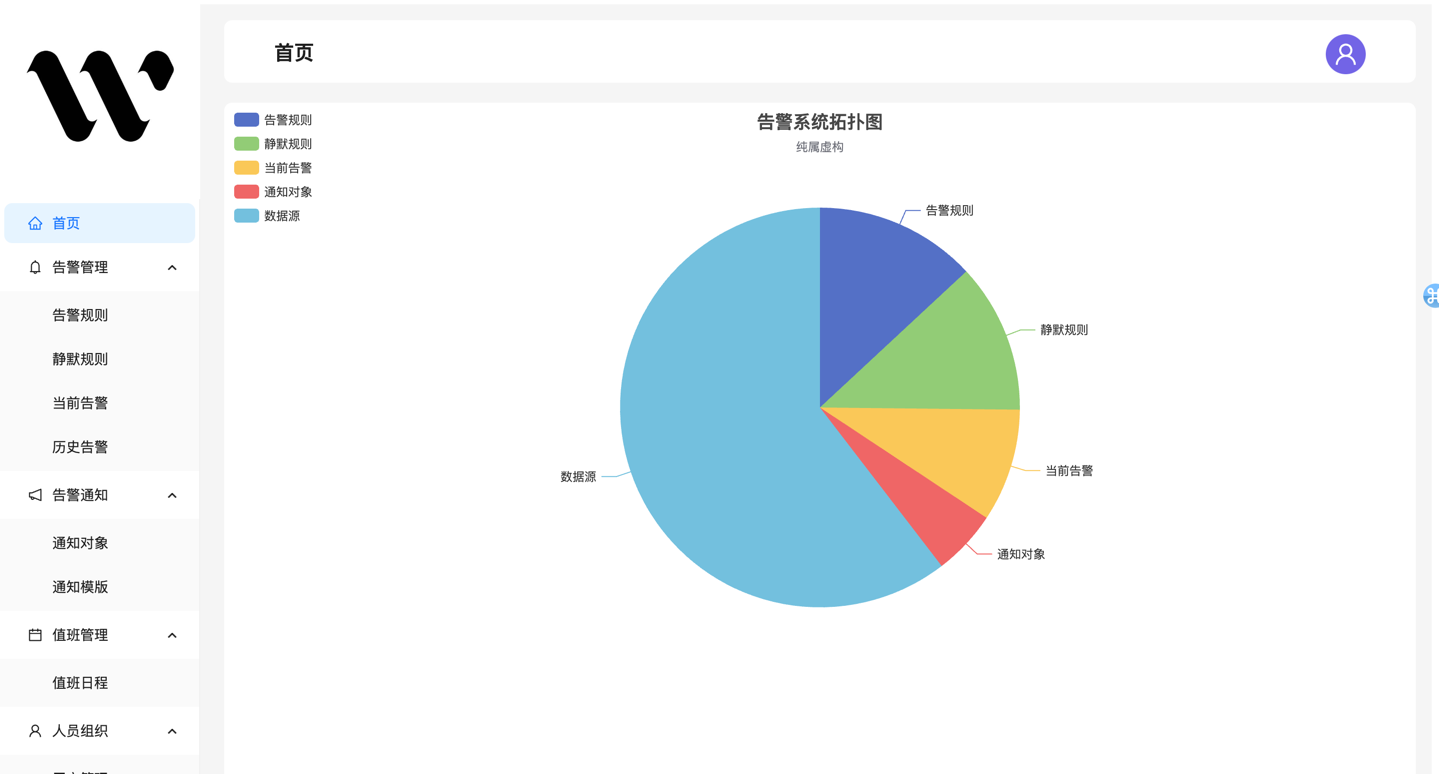 首页
告警管理
告警规则
静默规则
当前告警
历史告警
告警通知
通知对象
通知模版
值班管理
值班日程
人员组织
首页
告警规则
静默规则
当前告警
通知对象
数据源
告警系统拓扑图
纯属虚构
告警规则
静默规则
当前告警
通知对象
数据源